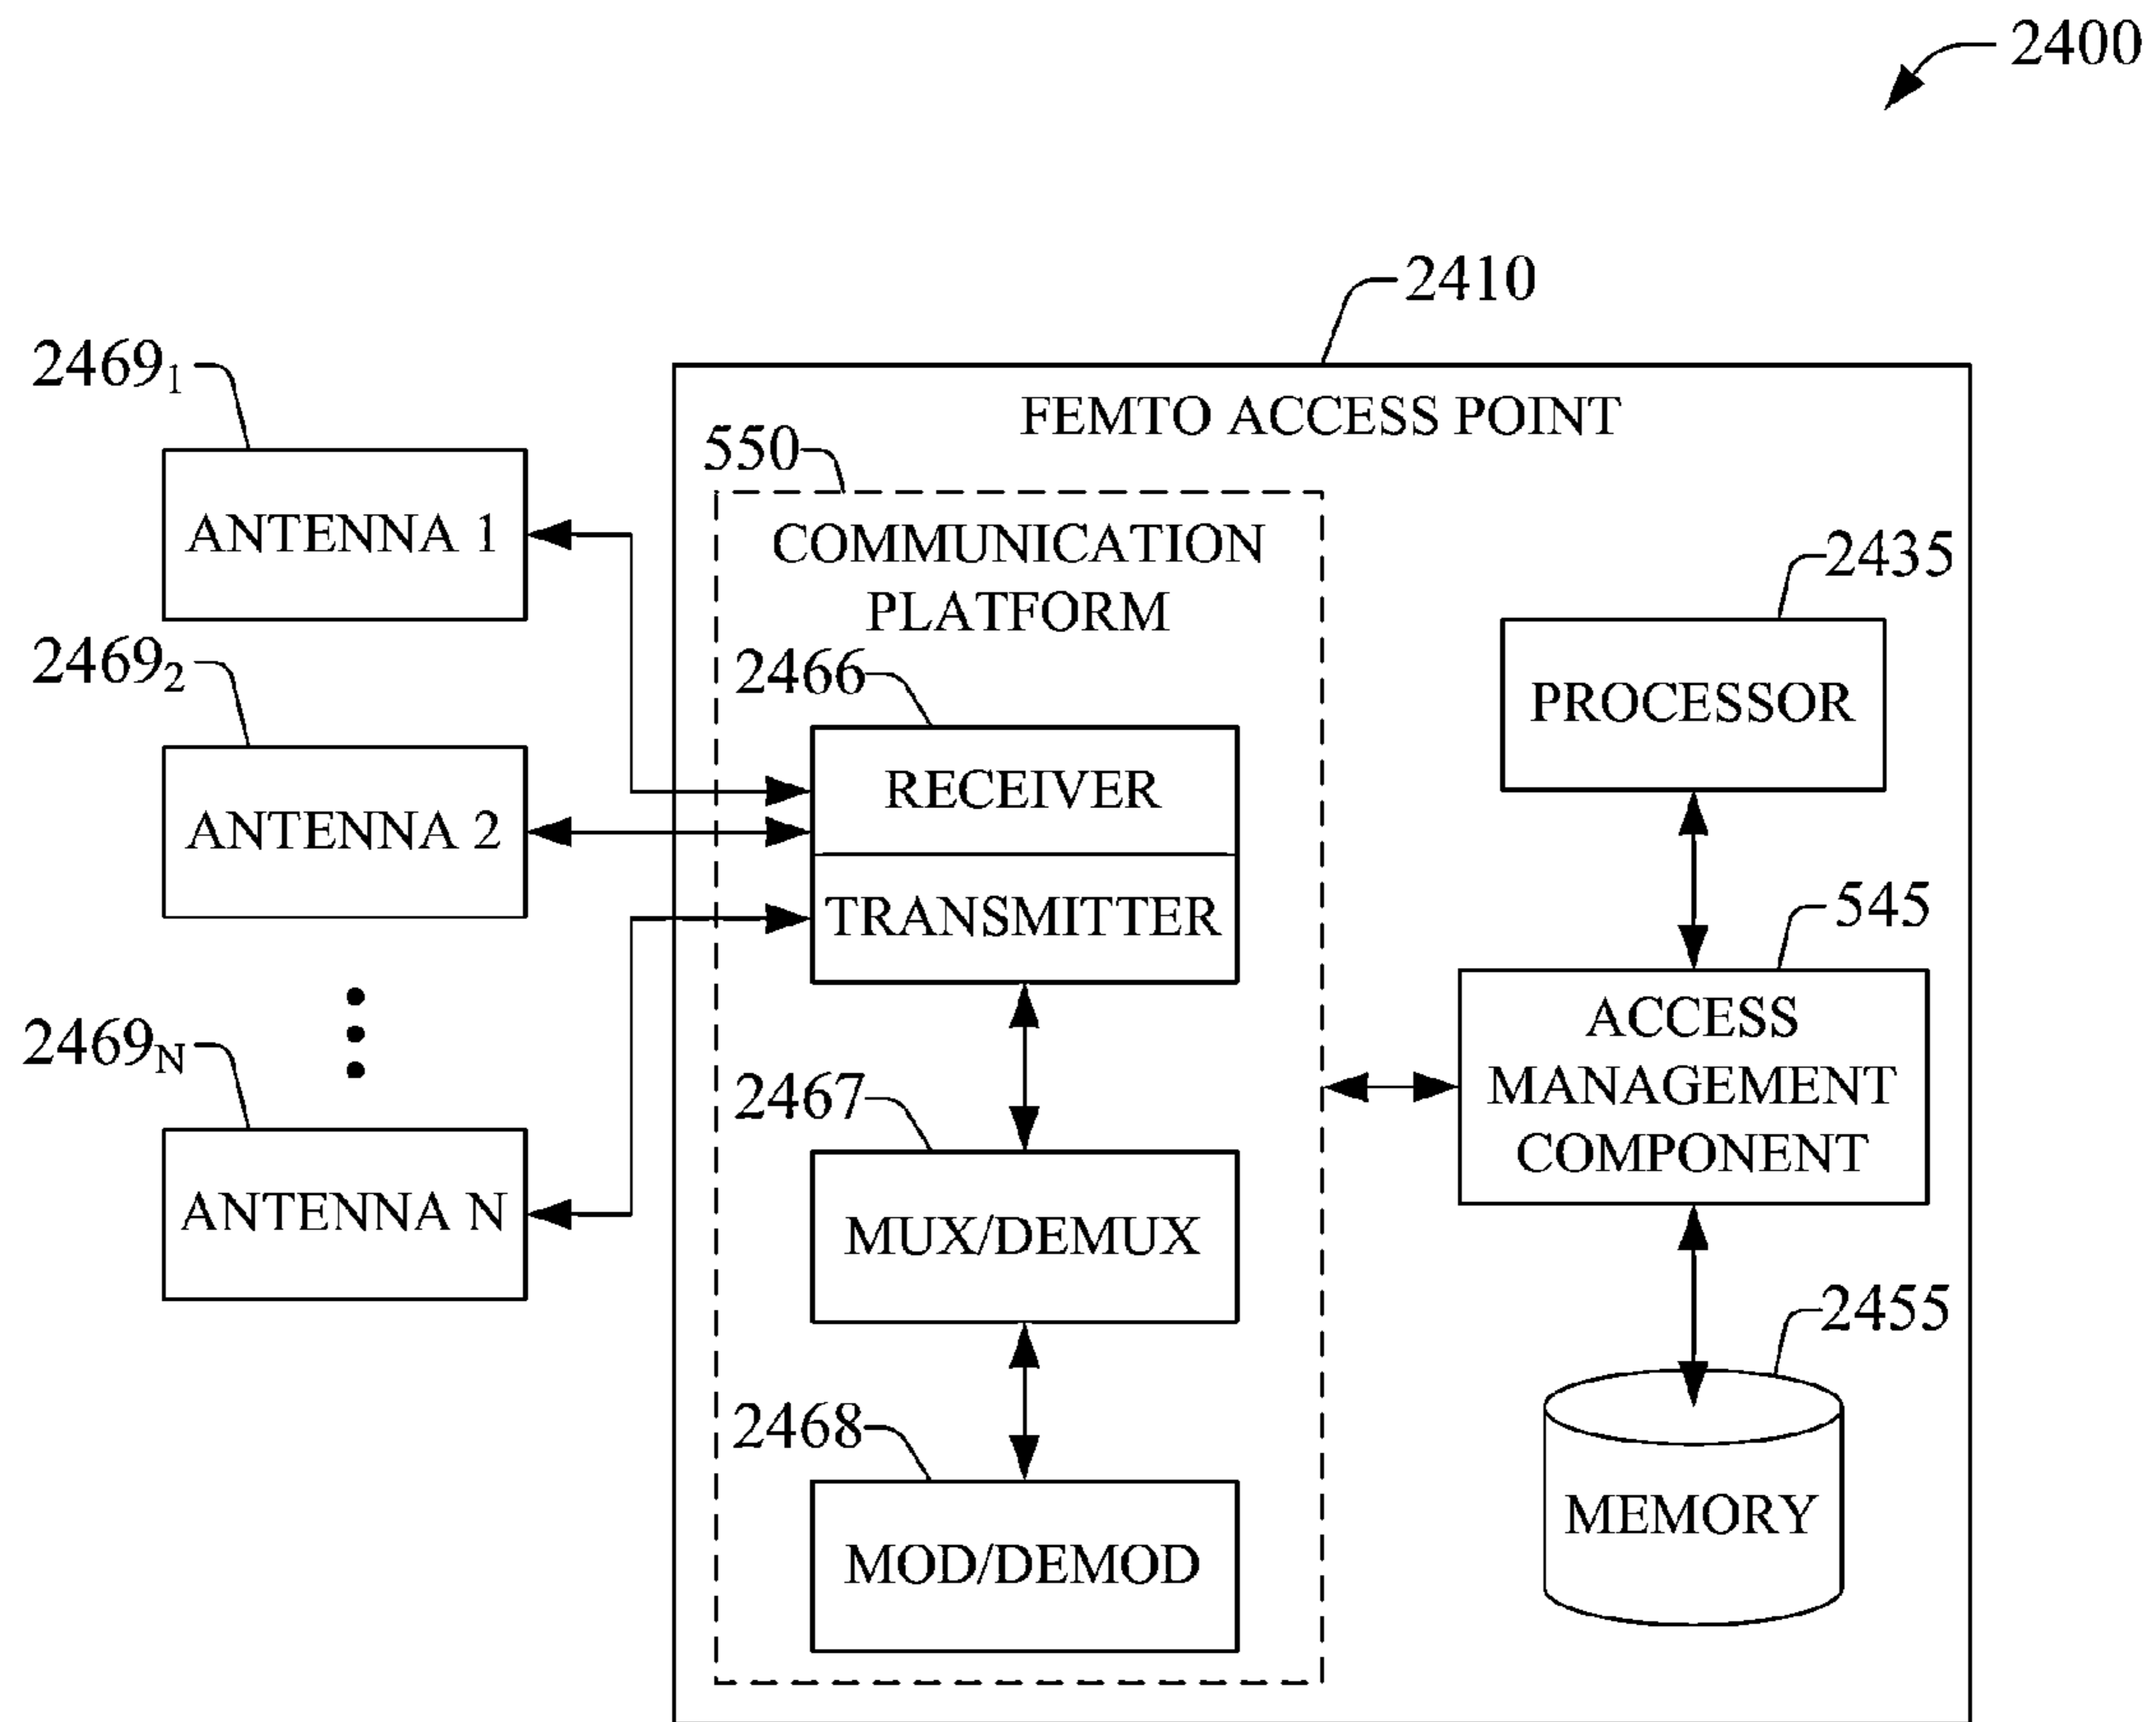 2400
2410
2469₁
FEMTO ACCESS POINT
550
ANTENNA 1
COMMUNICATION
PLATFORM
2435
2469₂
2466
PROCESSOR
RECEIVER
ANTENNA 2
TRANSMITTER
545
ACCESS
MANAGEMENT
COMPONENT
2469N
2467
ANTENNA N
MUX/DEMUX
2455
2468
MEMORY
MOD/DEMOD